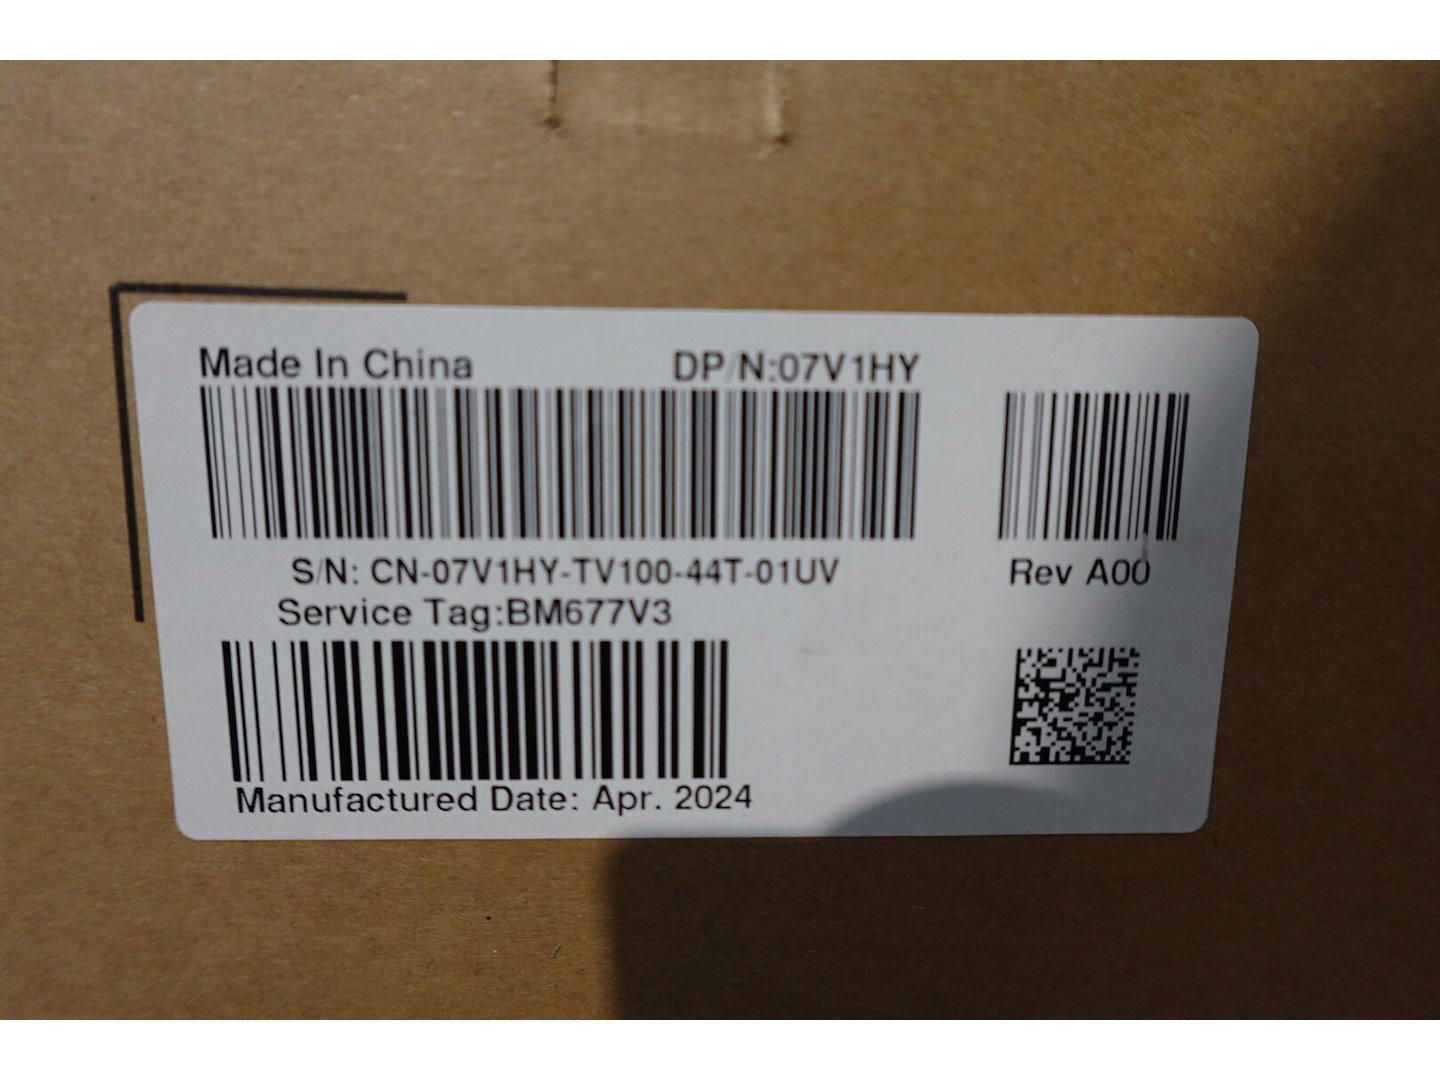 Made In China DP/N:07V1HY
S/N: CN-07V1HY-TV100-44T-01UV Rev A00
Service Tag:BM677V3
Manufactured Date: Apr. 2024